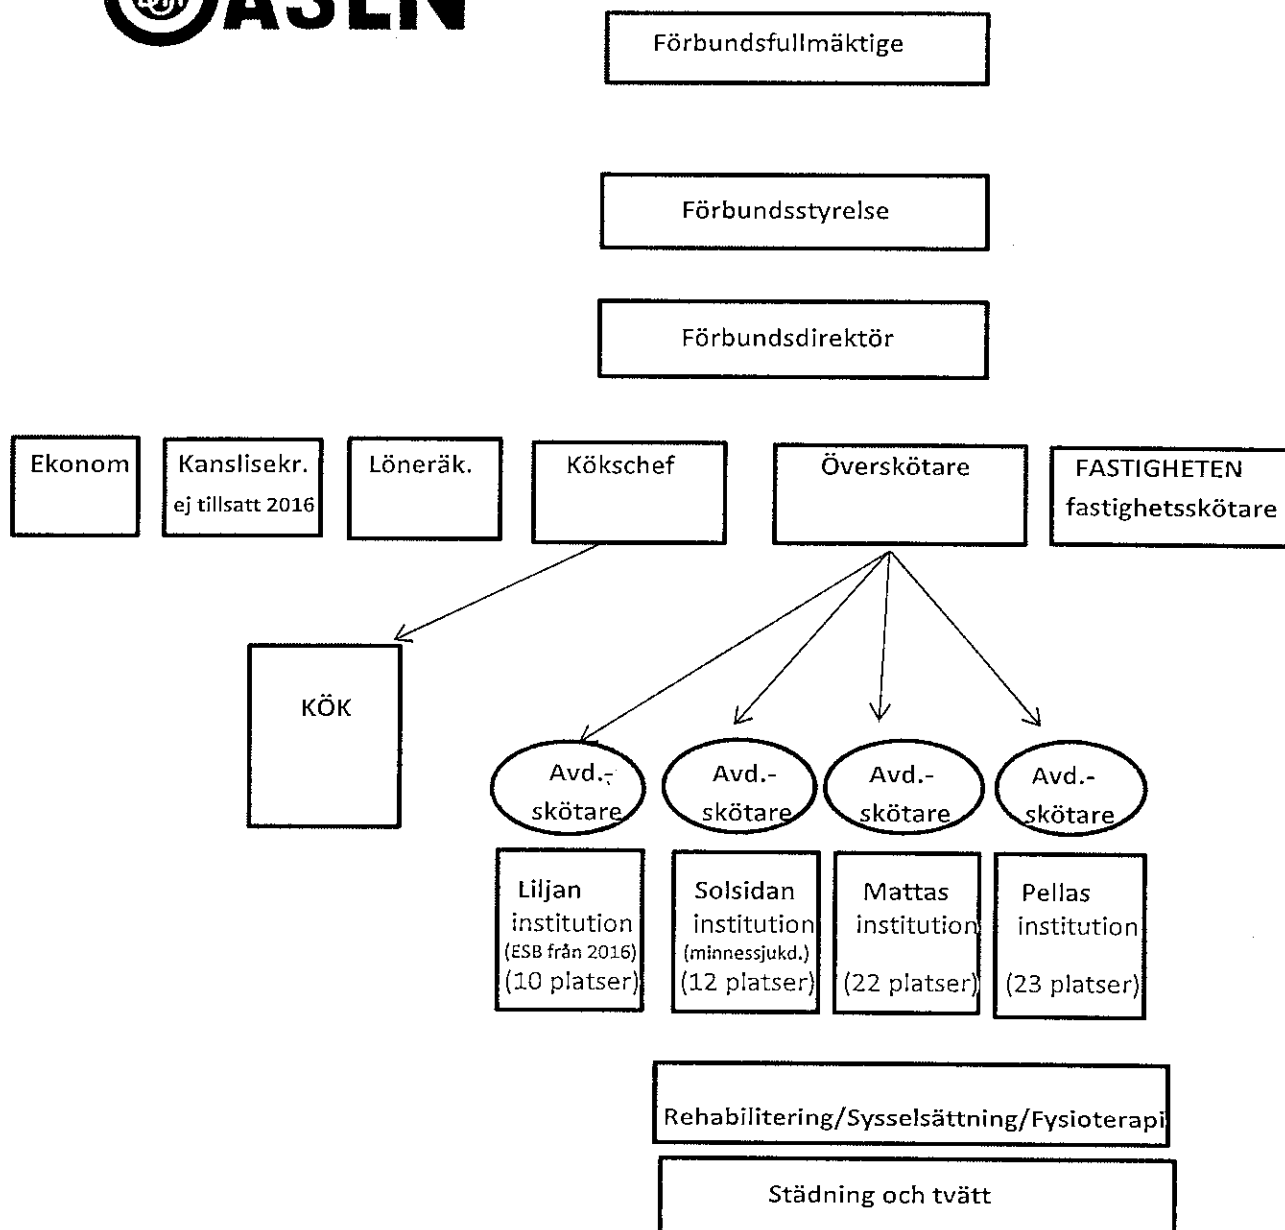 OASEN
Förbundsfullmäktige
Förbundsstyrelse
Förbundsdirektör
Ekonom
Kanslisekr.
ej tillsatt 2016
Löneräk.
Kökschef
Överskötare
FASTIGHETEN
fastighetsskötare
KÖK
Avd.-
skötare
Avd.-
skötare
Avd.-
skötare
Avd.-
skötare
Liljan
institution
(ESB från 2016)
(10 platser)
Solsidan
institution
(minnessjukd.)
(12 platser)
Mattas
institution
(22 platser)
Pellas
institution
(23 platser)
Rehabilitering/Sysselsättning/Fysioterapi
Städning och tvätt